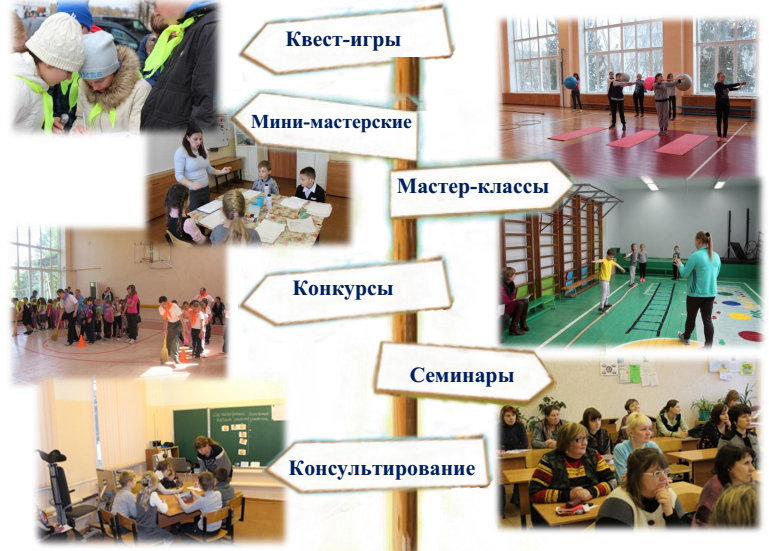 Квест-игры
Мини-мастерские
Мастер-классы
Конкурсы
Семинары
Консультирование